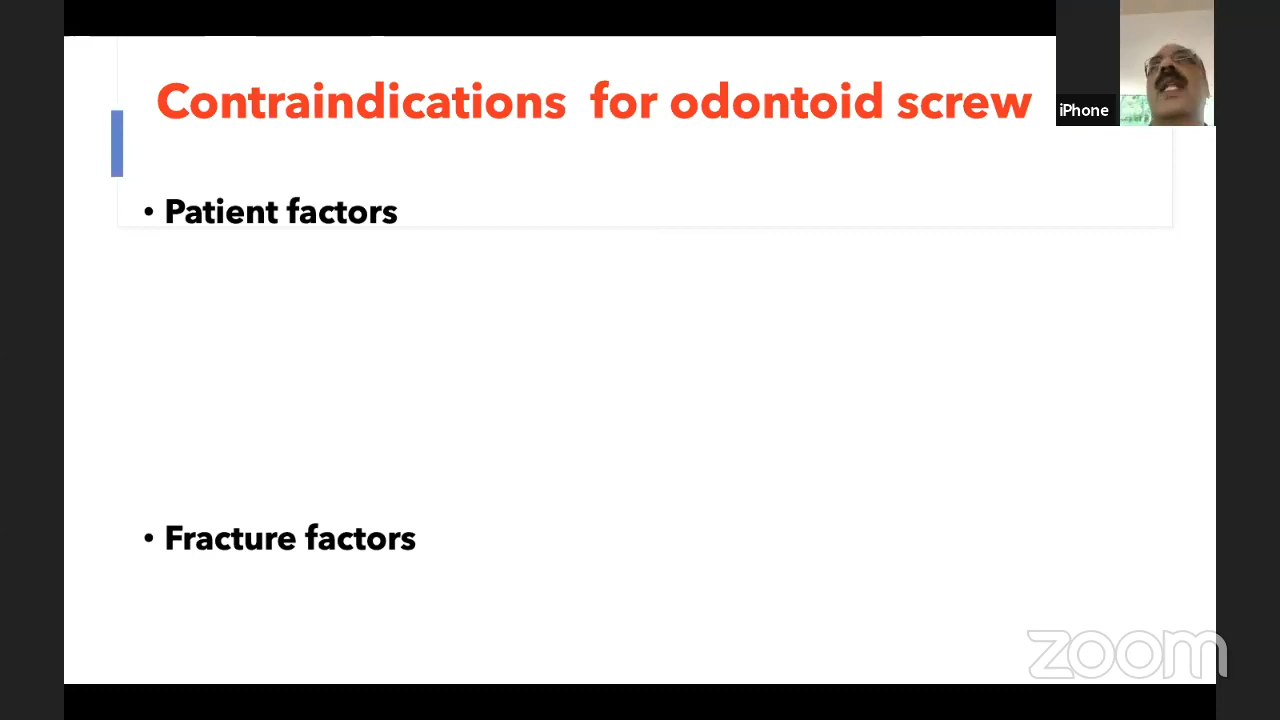 Contraindications for odontoid screw
iPhone
• Patient factors
• Fracture factors
zoom